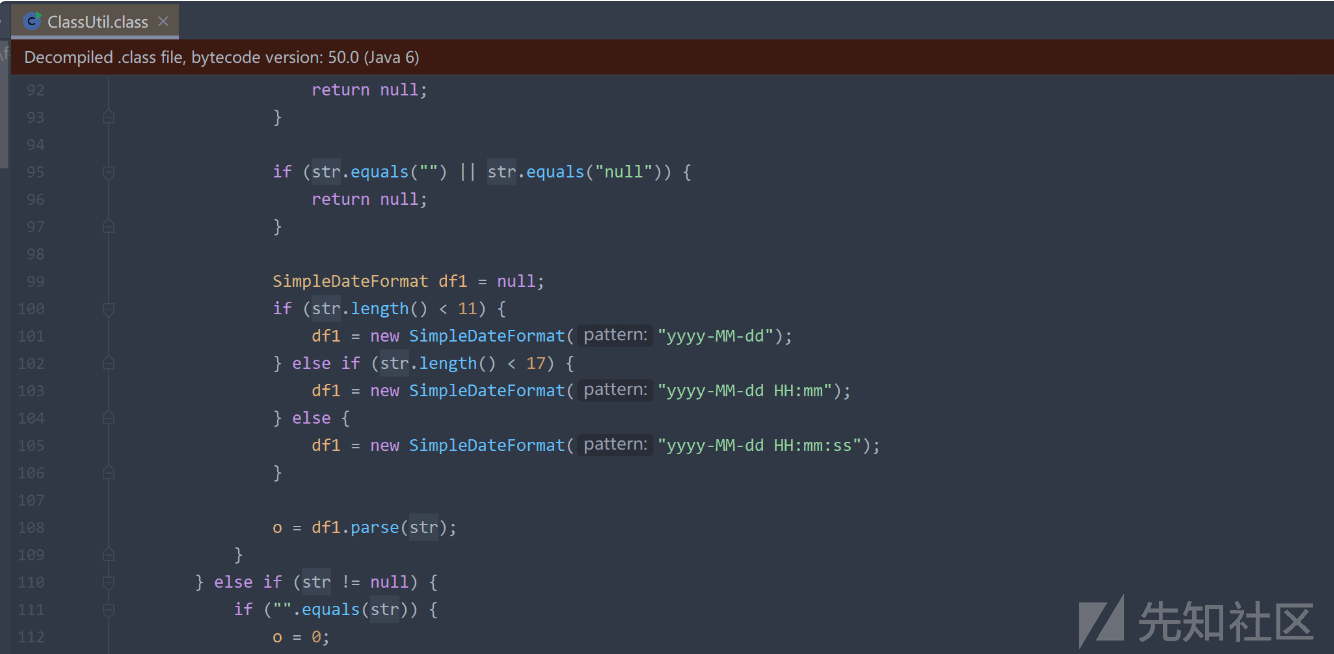 ClassUtil.class
Decompiled .class file, bytecode version: 50.0 (Java 6)
92 return null;
93 }
94
95 if (str.equals("") || str.equals("null")) {
96 return null;
97 }
98
99 SimpleDateFormat df1 = null;
100 if (str.length() < 11) {
101 df1 = new SimpleDateFormat( pattern: "yyyy-MM-dd");
102 } else if (str.length() < 17) {
103 df1 = new SimpleDateFormat( pattern: "yyyy-MM-dd HH:mm");
104 } else {
105 df1 = new SimpleDateFormat( pattern: "yyyy-MM-dd HH:mm:ss");
106 }
107
108 o = df1.parse(str);
109 }
110 } else if (str != null) {
111 if ("".equals(str)) {
112 o = 0;
先知社区